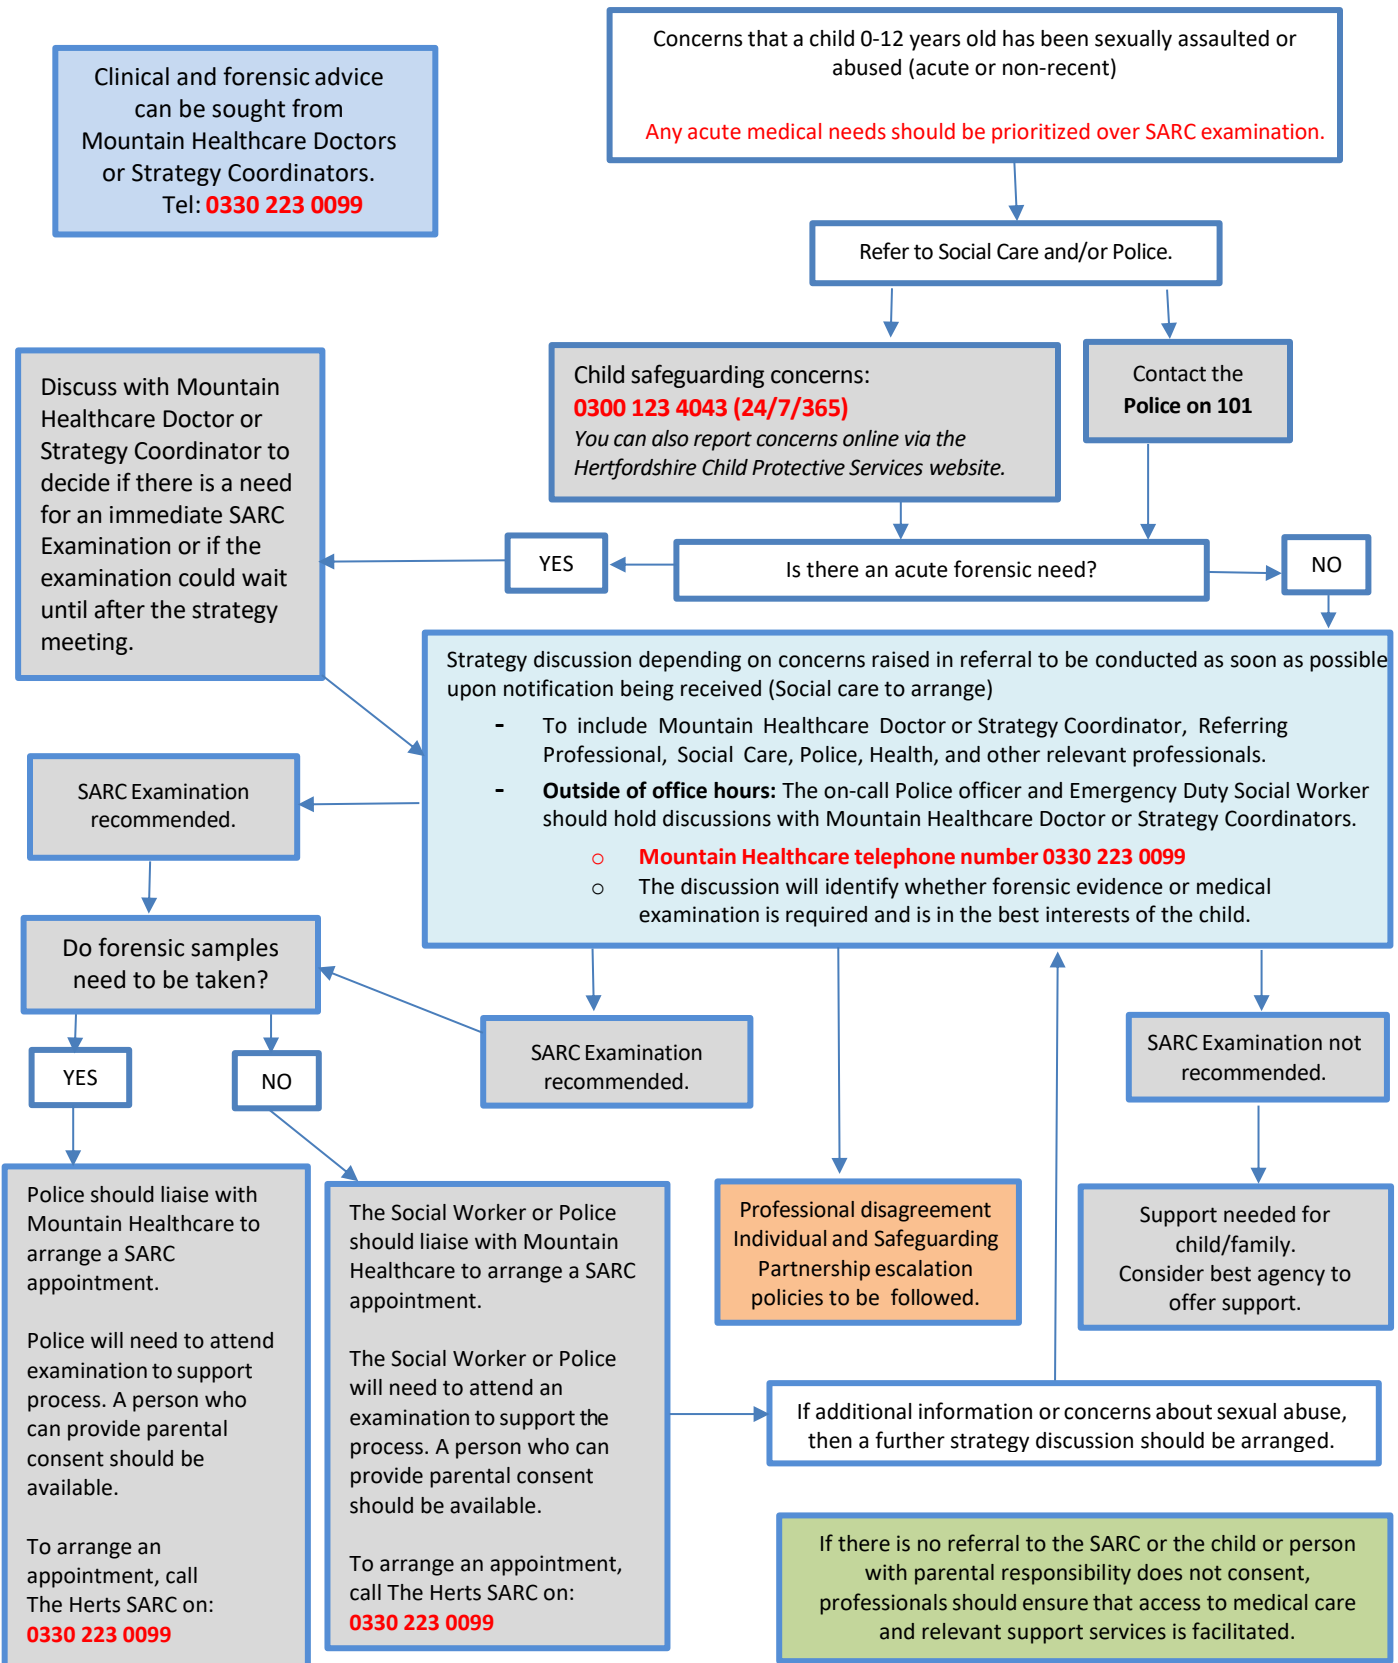 Clinical and forensic advice
can be sought from
Mountain Healthcare Doctors
or Strategy Coordinators.
Tel: 0330 223 0099
Concerns that a child 0-12 years old has been sexually assaulted or
abused (acute or non-recent)
Any acute medical needs should be prioritized over SARC examination.
Refer to Social Care and/or Police.
Child safeguarding concerns:
0300 123 4043 (24/7/365)
You can also report concerns online via the
Hertfordshire Child Protective Services website.
Contact the
Police on 101
Discuss with Mountain
Healthcare Doctor or
Strategy Coordinator to
decide if there is a need
for an immediate SARC
Examination or if the
examination could wait
until after the strategy
meeting.
YES
Is there an acute forensic need?
NO
Strategy discussion depending on concerns raised in referral to be conducted as soon as possible
upon notification being received (Social care to arrange)
- To include Mountain Healthcare Doctor or Strategy Coordinator, Referring
Professional, Social Care, Police, Health, and other relevant professionals.
- Outside of office hours: The on-call Police officer and Emergency Duty Social Worker
should hold discussions with Mountain Healthcare Doctor or Strategy Coordinators.
o Mountain Healthcare telephone number 0330 223 0099
o The discussion will identify whether forensic evidence or medical
examination is required and is in the best interests of the child.
SARC Examination
recommended.
Do forensic samples
need to be taken?
YES
NO
SARC Examination
recommended.
SARC Examination not
recommended.
Police should liaise with
Mountain Healthcare to
arrange a SARC
appointment.
Police will need to attend
examination to support
process. A person who
can provide parental
consent should be
available.
To arrange an
appointment, call
The Herts SARC on:
0330 223 0099
The Social Worker or Police
should liaise with Mountain
Healthcare to arrange a SARC
appointment.
The Social Worker or Police
will need to attend an
examination to support the
process. A person who can
provide parental consent
should be available.
To arrange an appointment,
call The Herts SARC on:
0330 223 0099
Professional disagreement
Individual and Safeguarding
Partnership escalation
policies to be followed.
Support needed for
child/family.
Consider best agency to
offer support.
If additional information or concerns about sexual abuse,
then a further strategy discussion should be arranged.
If there is no referral to the SARC or the child or person
with parental responsibility does not consent,
professionals should ensure that access to medical care
and relevant support services is facilitated.